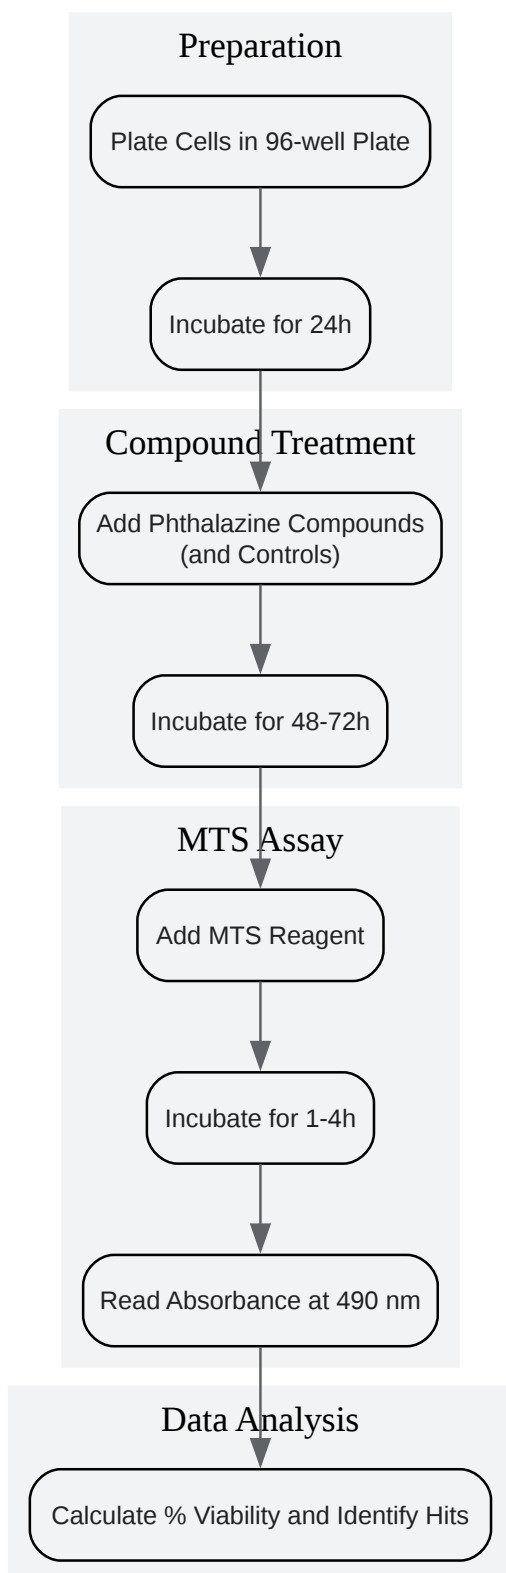 Preparation
Plate Cells in 96-well Plate
Incubate for 24h
Compound Treatment
Add Phthalazine Compounds
(and Controls)
Incubate for 48-72h
MTS Assay
Add MTS Reagent
Incubate for 1-4h
Read Absorbance at 490 nm
Data Analysis
Calculate % Viability and Identify Hits